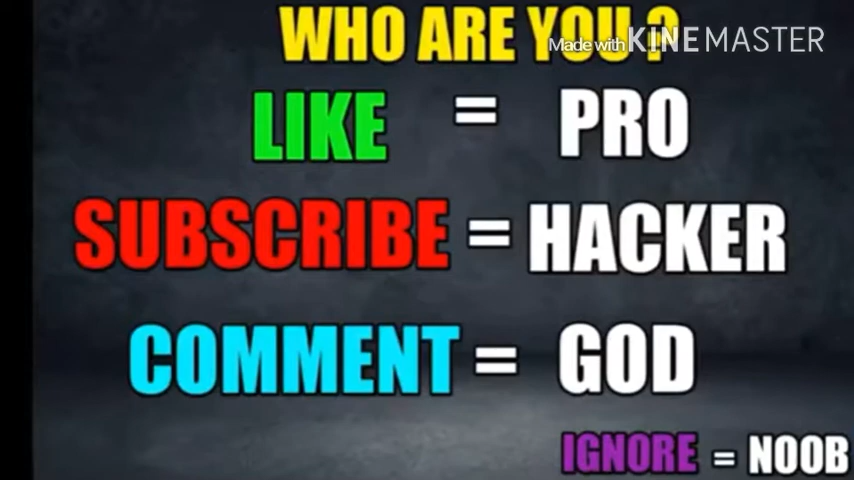 WHO ARE YOU ?
Made with KINEMASTER
LIKE = PRO
SUBSCRIBE = HACKER
COMMENT = GOD
IGNORE = NOOB